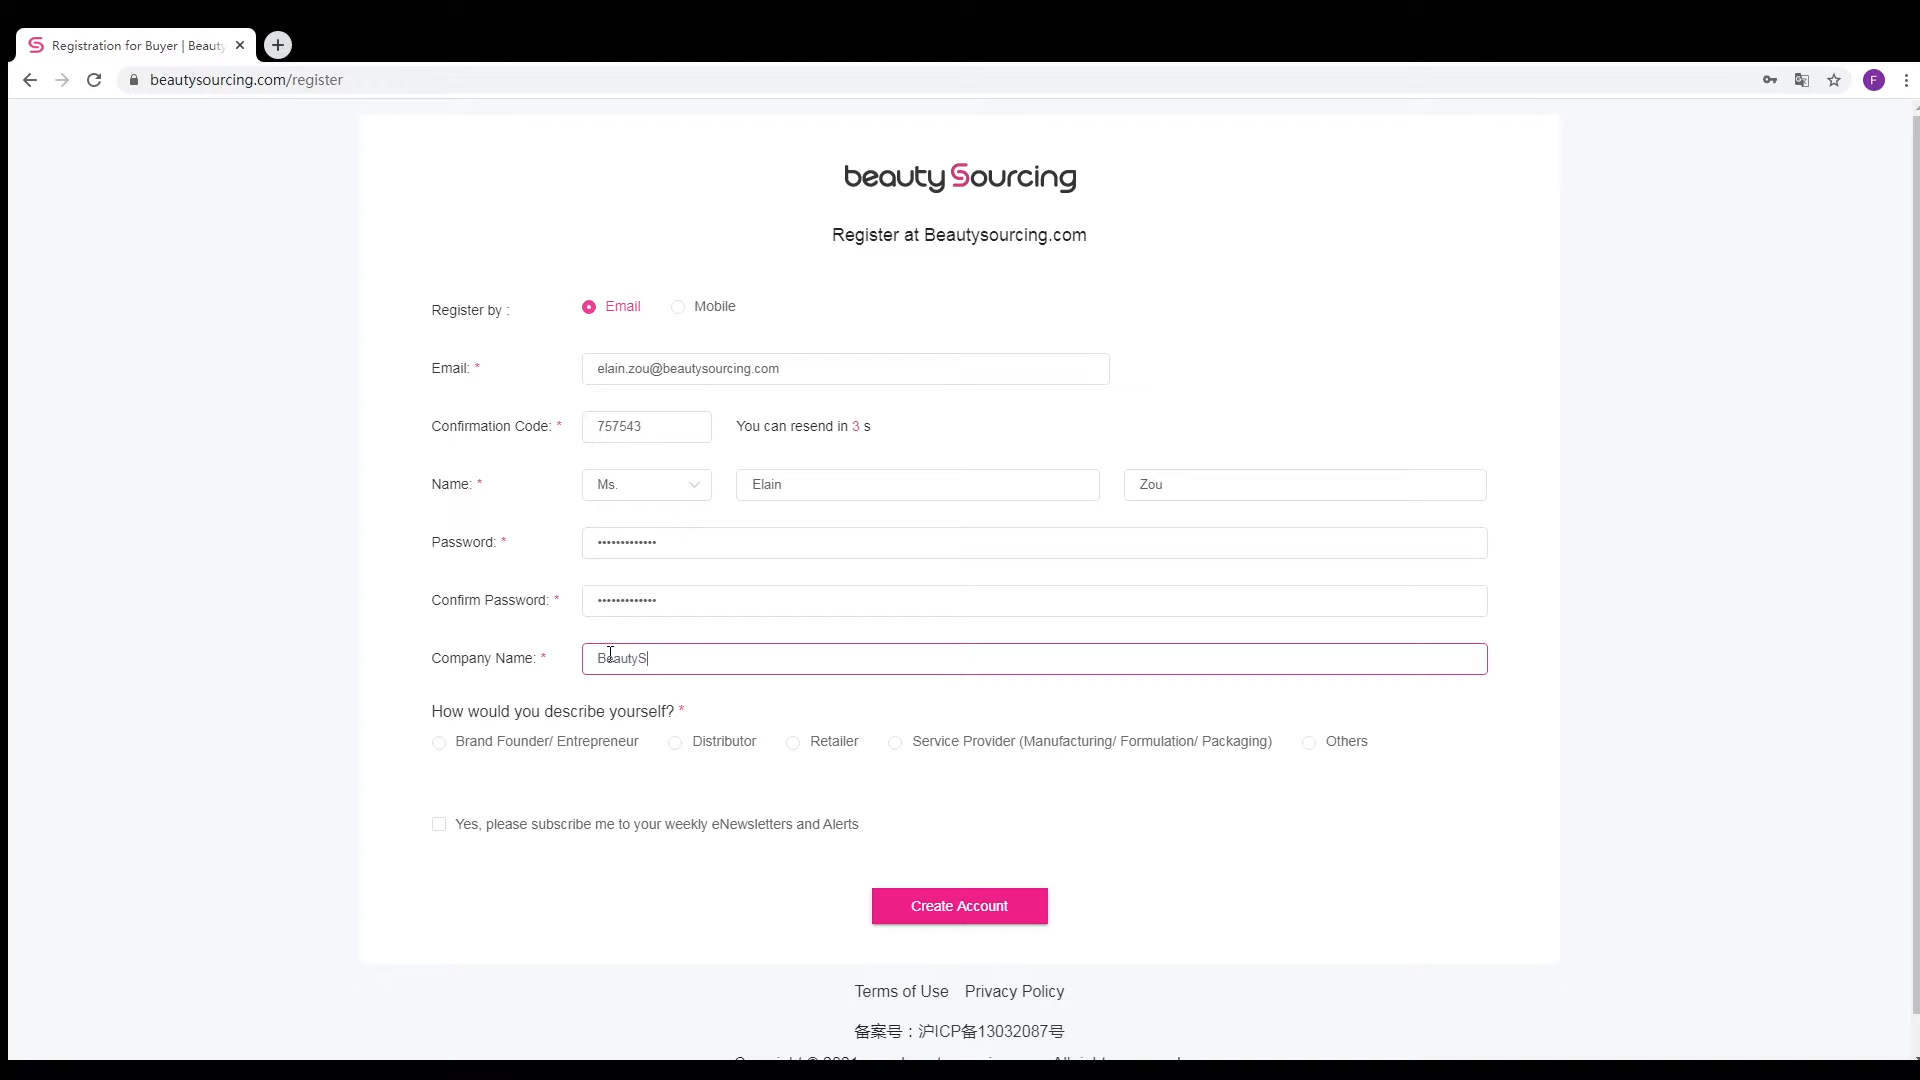 Registration for Buyer | Beauty
beautysourcing.com/register
F
beautySourcing
Register at Beautysourcing.com
Register by : Email Mobile
Email: * elain.zou@beautysourcing.com
Confirmation Code: * 757543 You can resend in 3 s
Name: * Ms. Elain Zou
Password: * •••••••••••••
Confirm Password: * •••••••••••••
Company Name: * BeautyS
How would you describe yourself? *
Brand Founder/ Entrepreneur Distributor Retailer Service Provider (Manufacturing/ Formulation/ Packaging) Others
Yes, please subscribe me to your weekly eNewsletters and Alerts
Create Account
Terms of Use Privacy Policy
备案号：沪ICP备13032087号